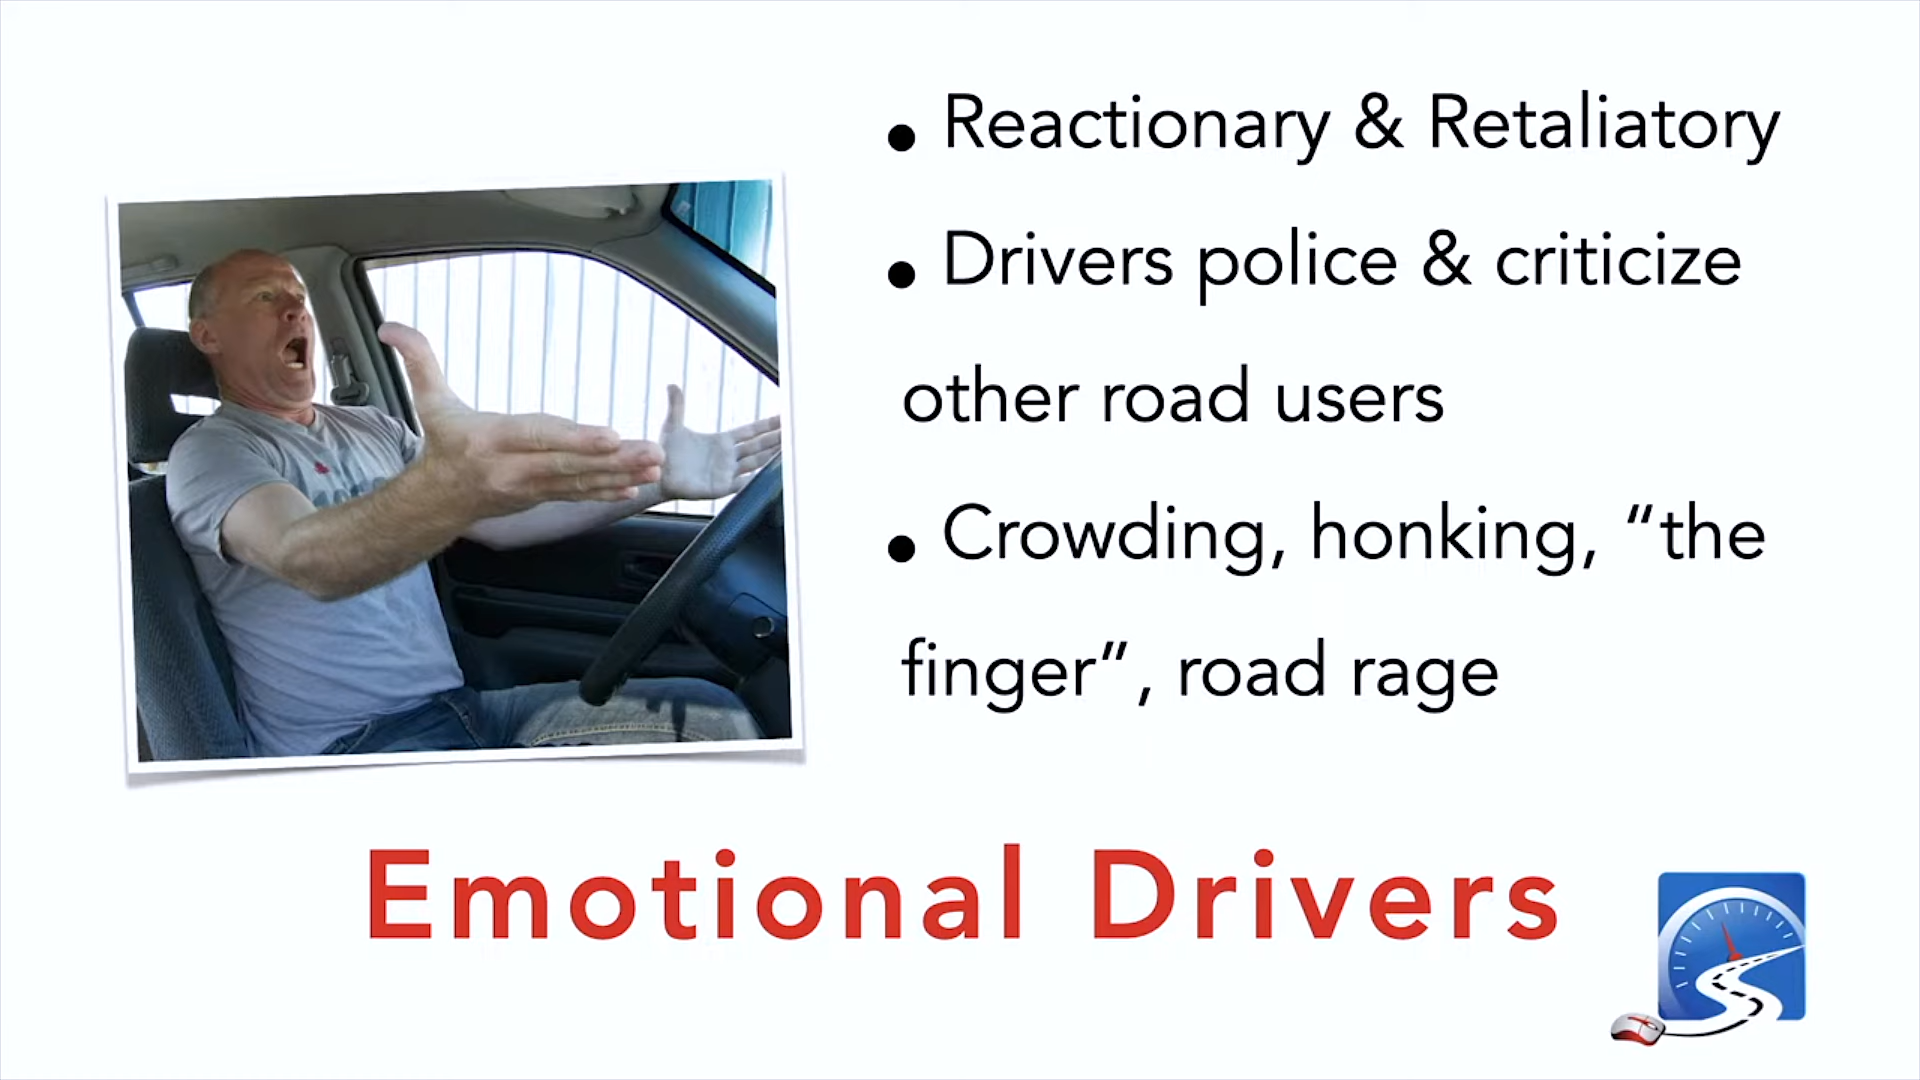 • Reactionary & Retaliatory
• Drivers police & criticize
other road users
• Crowding, honking, “the
finger”, road rage
Emotional Drivers